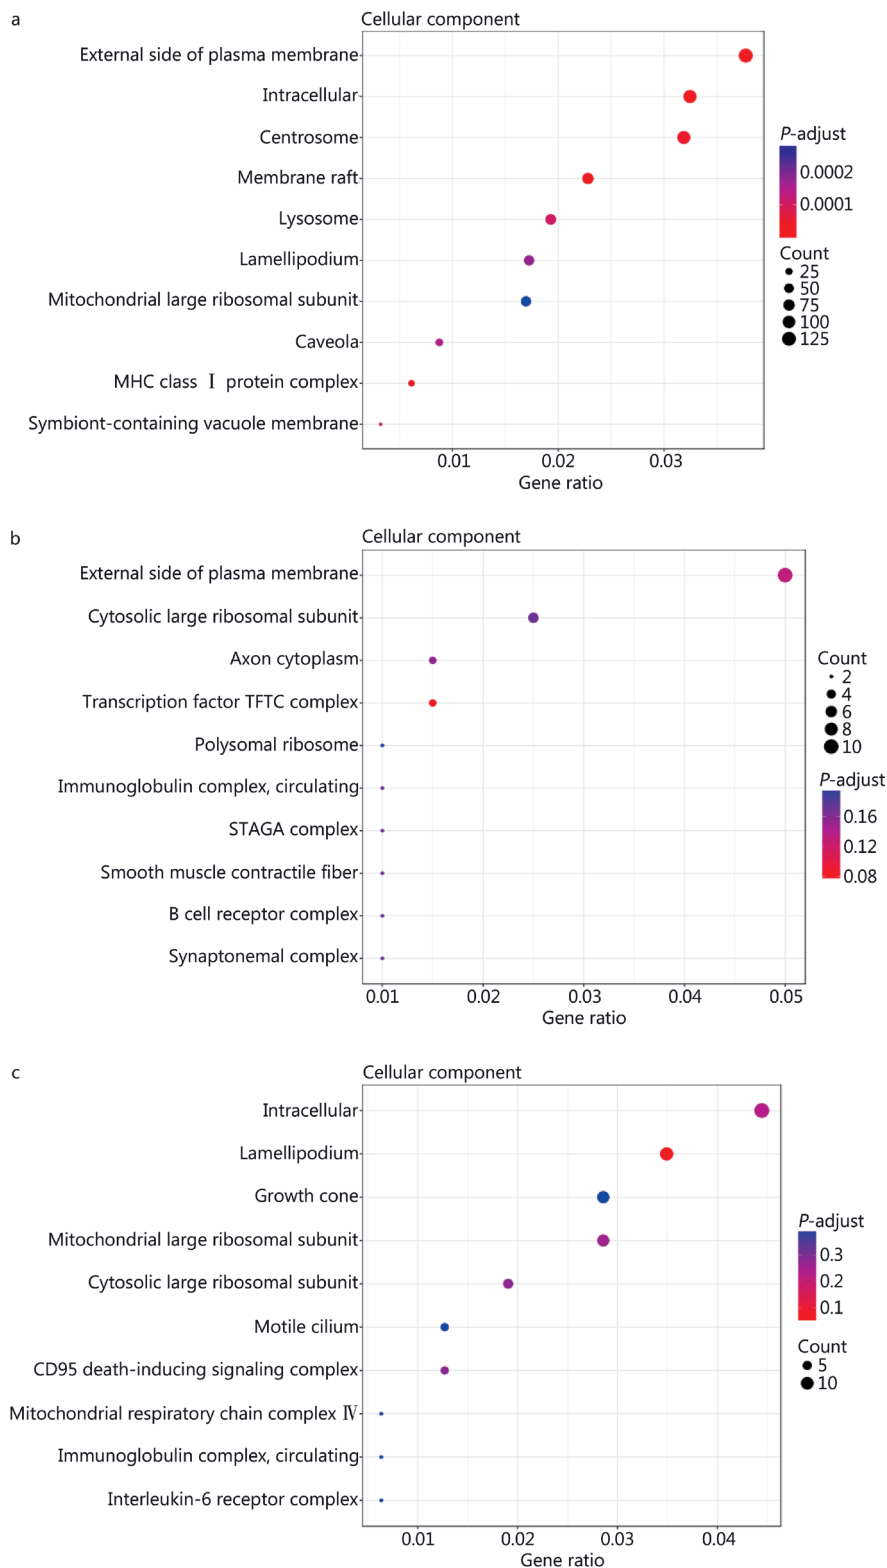 a
Cellular component
External side of plasma membrane
Intracellular
Centrosome
Membrane raft
Lysosome
Lamellipodium
Mitochondrial large ribosomal subunit
Caveola
MHC class Ⅰ protein complex
Symbiont-containing vacuole membrane
0.01 0.02 0.03
Gene ratio
P-adjust
0.0002
0.0001
Count
25
50
75
100
125
b
Cellular component
External side of plasma membrane
Cytosolic large ribosomal subunit
Axon cytoplasm
Transcription factor TFTC complex
Polysomal ribosome
Immunoglobulin complex, circulating
STAGA complex
Smooth muscle contractile fiber
B cell receptor complex
Synaptonemal complex
0.01 0.02 0.03 0.04 0.05
Gene ratio
Count
2
4
6
8
10
P-adjust
0.16
0.12
0.08
c
Cellular component
Intracellular
Lamellipodium
Growth cone
Mitochondrial large ribosomal subunit
Cytosolic large ribosomal subunit
Motile cilium
CD95 death-inducing signaling complex
Mitochondrial respiratory chain complex Ⅳ
Immunoglobulin complex, circulating
Interleukin-6 receptor complex
0.01 0.02 0.03 0.04
Gene ratio
P-adjust
0.3
0.2
0.1
Count
5
10